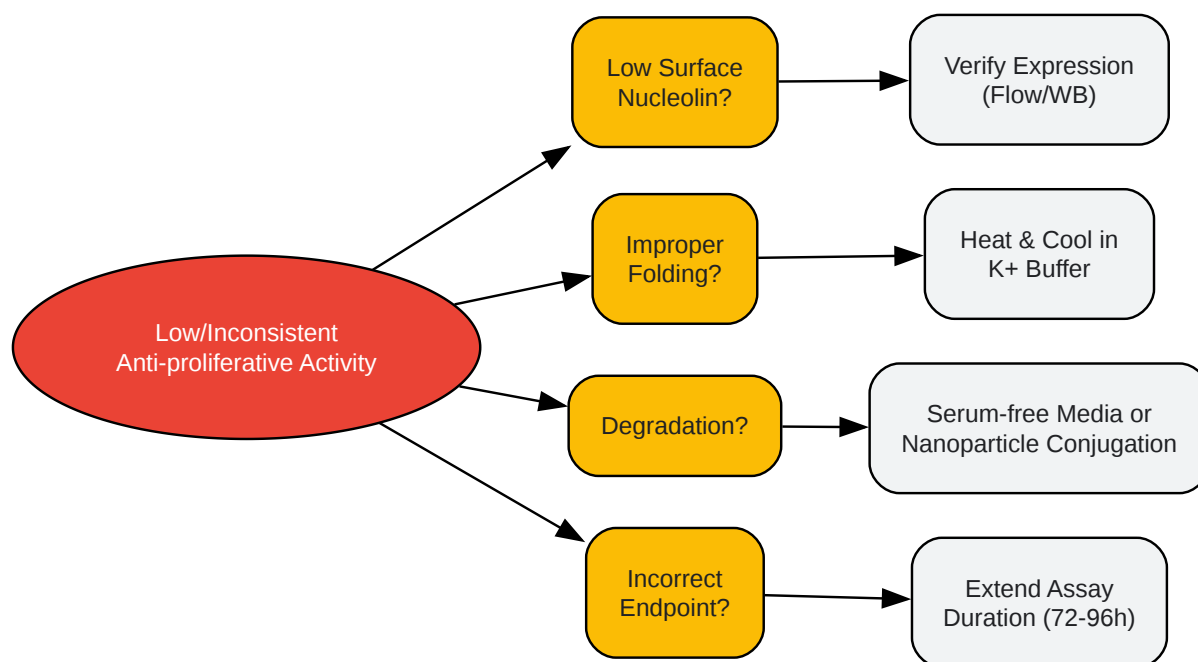 Low/Inconsistent
Anti-proliferative Activity
Low Surface
Nucleolin?
Verify Expression
(Flow/WB)
Improper
Folding?
Heat & Cool in
K+ Buffer
Degradation?
Serum-free Media or
Nanoparticle Conjugation
Incorrect
Endpoint?
Extend Assay
Duration (72-96h)